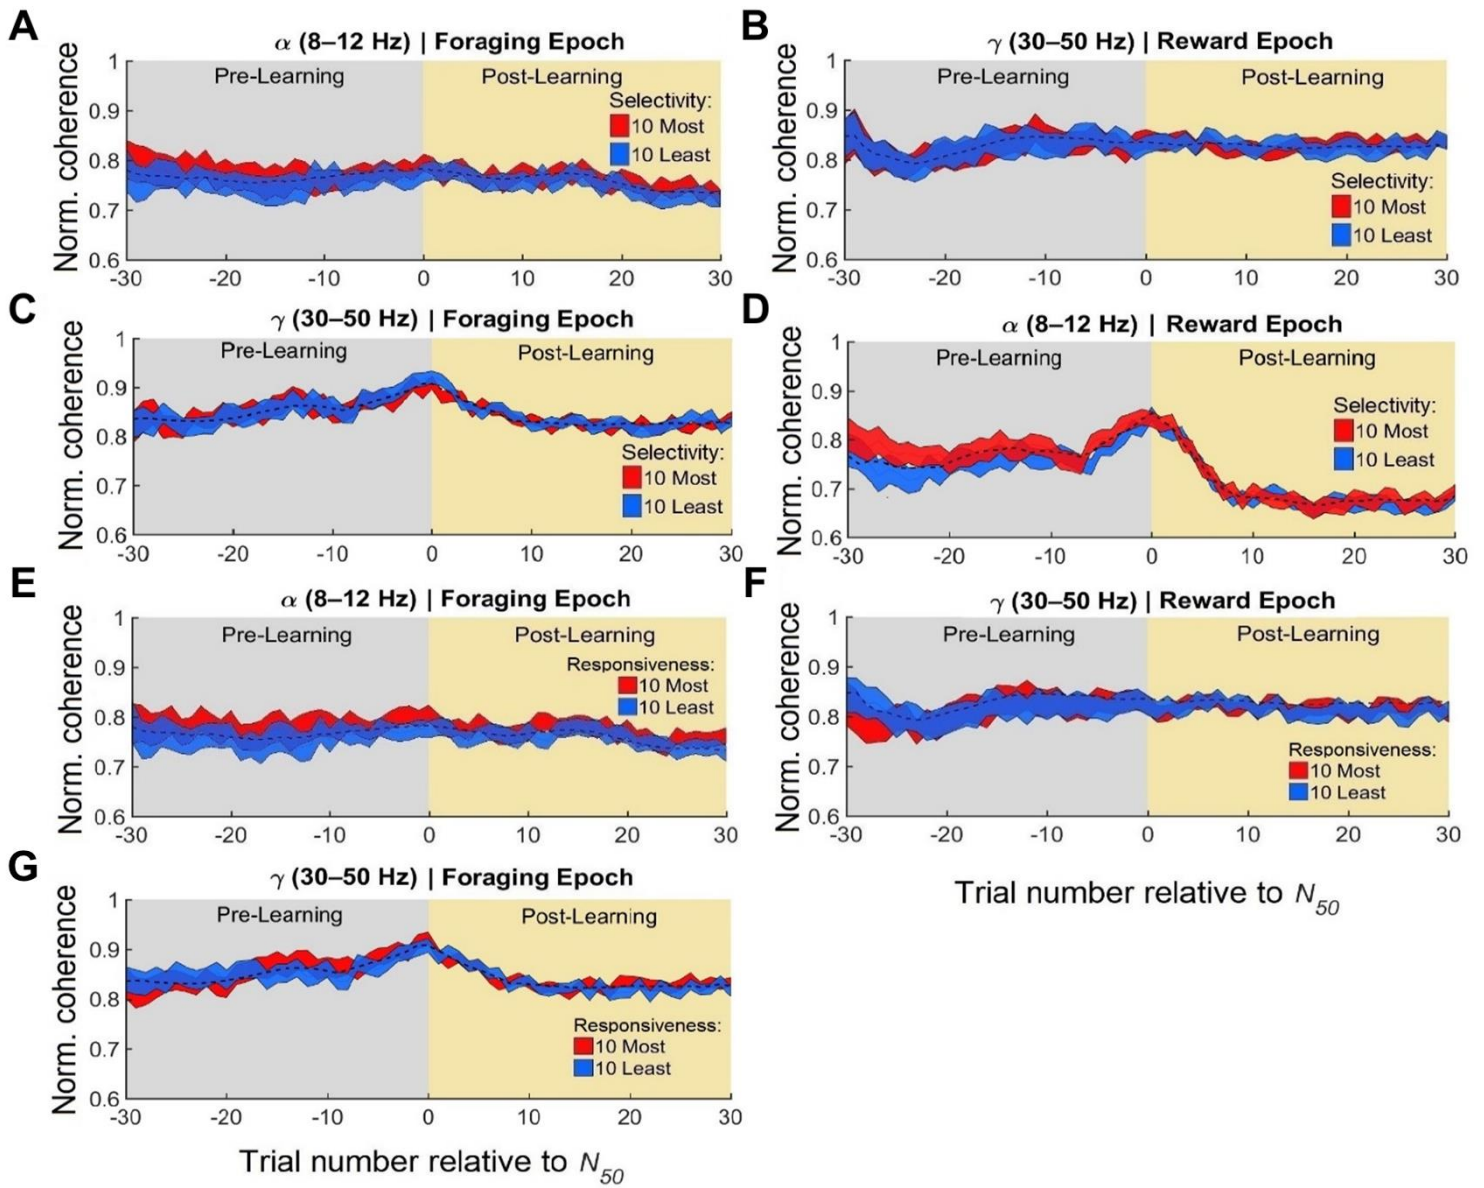 A
α (8–12 Hz) | Foraging Epoch
Norm. coherence
Pre-Learning
Post-Learning
Selectivity:
10 Most
10 Least
1
0.9
0.8
0.7
0.6
-30 -20 -10 0 10 20 30
B
γ (30–50 Hz) | Reward Epoch
Norm. coherence
Pre-Learning
Post-Learning
Selectivity:
10 Most
10 Least
1
0.9
0.8
0.7
0.6
-30 -20 -10 0 10 20 30
C
γ (30–50 Hz) | Foraging Epoch
Norm. coherence
Pre-Learning
Post-Learning
Selectivity:
10 Most
10 Least
1
0.9
0.8
0.7
0.6
-30 -20 -10 0 10 20 30
D
α (8–12 Hz) | Reward Epoch
Norm. coherence
Pre-Learning
Post-Learning
Selectivity:
10 Most
10 Least
1
0.9
0.8
0.7
0.6
-30 -20 -10 0 10 20 30
E
α (8–12 Hz) | Foraging Epoch
Norm. coherence
Pre-Learning
Post-Learning
Responsiveness:
10 Most
10 Least
1
0.9
0.8
0.7
0.6
-30 -20 -10 0 10 20 30
F
γ (30–50 Hz) | Reward Epoch
Norm. coherence
Pre-Learning
Post-Learning
Responsiveness:
10 Most
10 Least
1
0.9
0.8
0.7
0.6
-30 -20 -10 0 10 20 30
Trial number relative to N50
G
γ (30–50 Hz) | Foraging Epoch
Norm. coherence
Pre-Learning
Post-Learning
Responsiveness:
10 Most
10 Least
1
0.9
0.8
0.7
0.6
-30 -20 -10 0 10 20 30
Trial number relative to N50